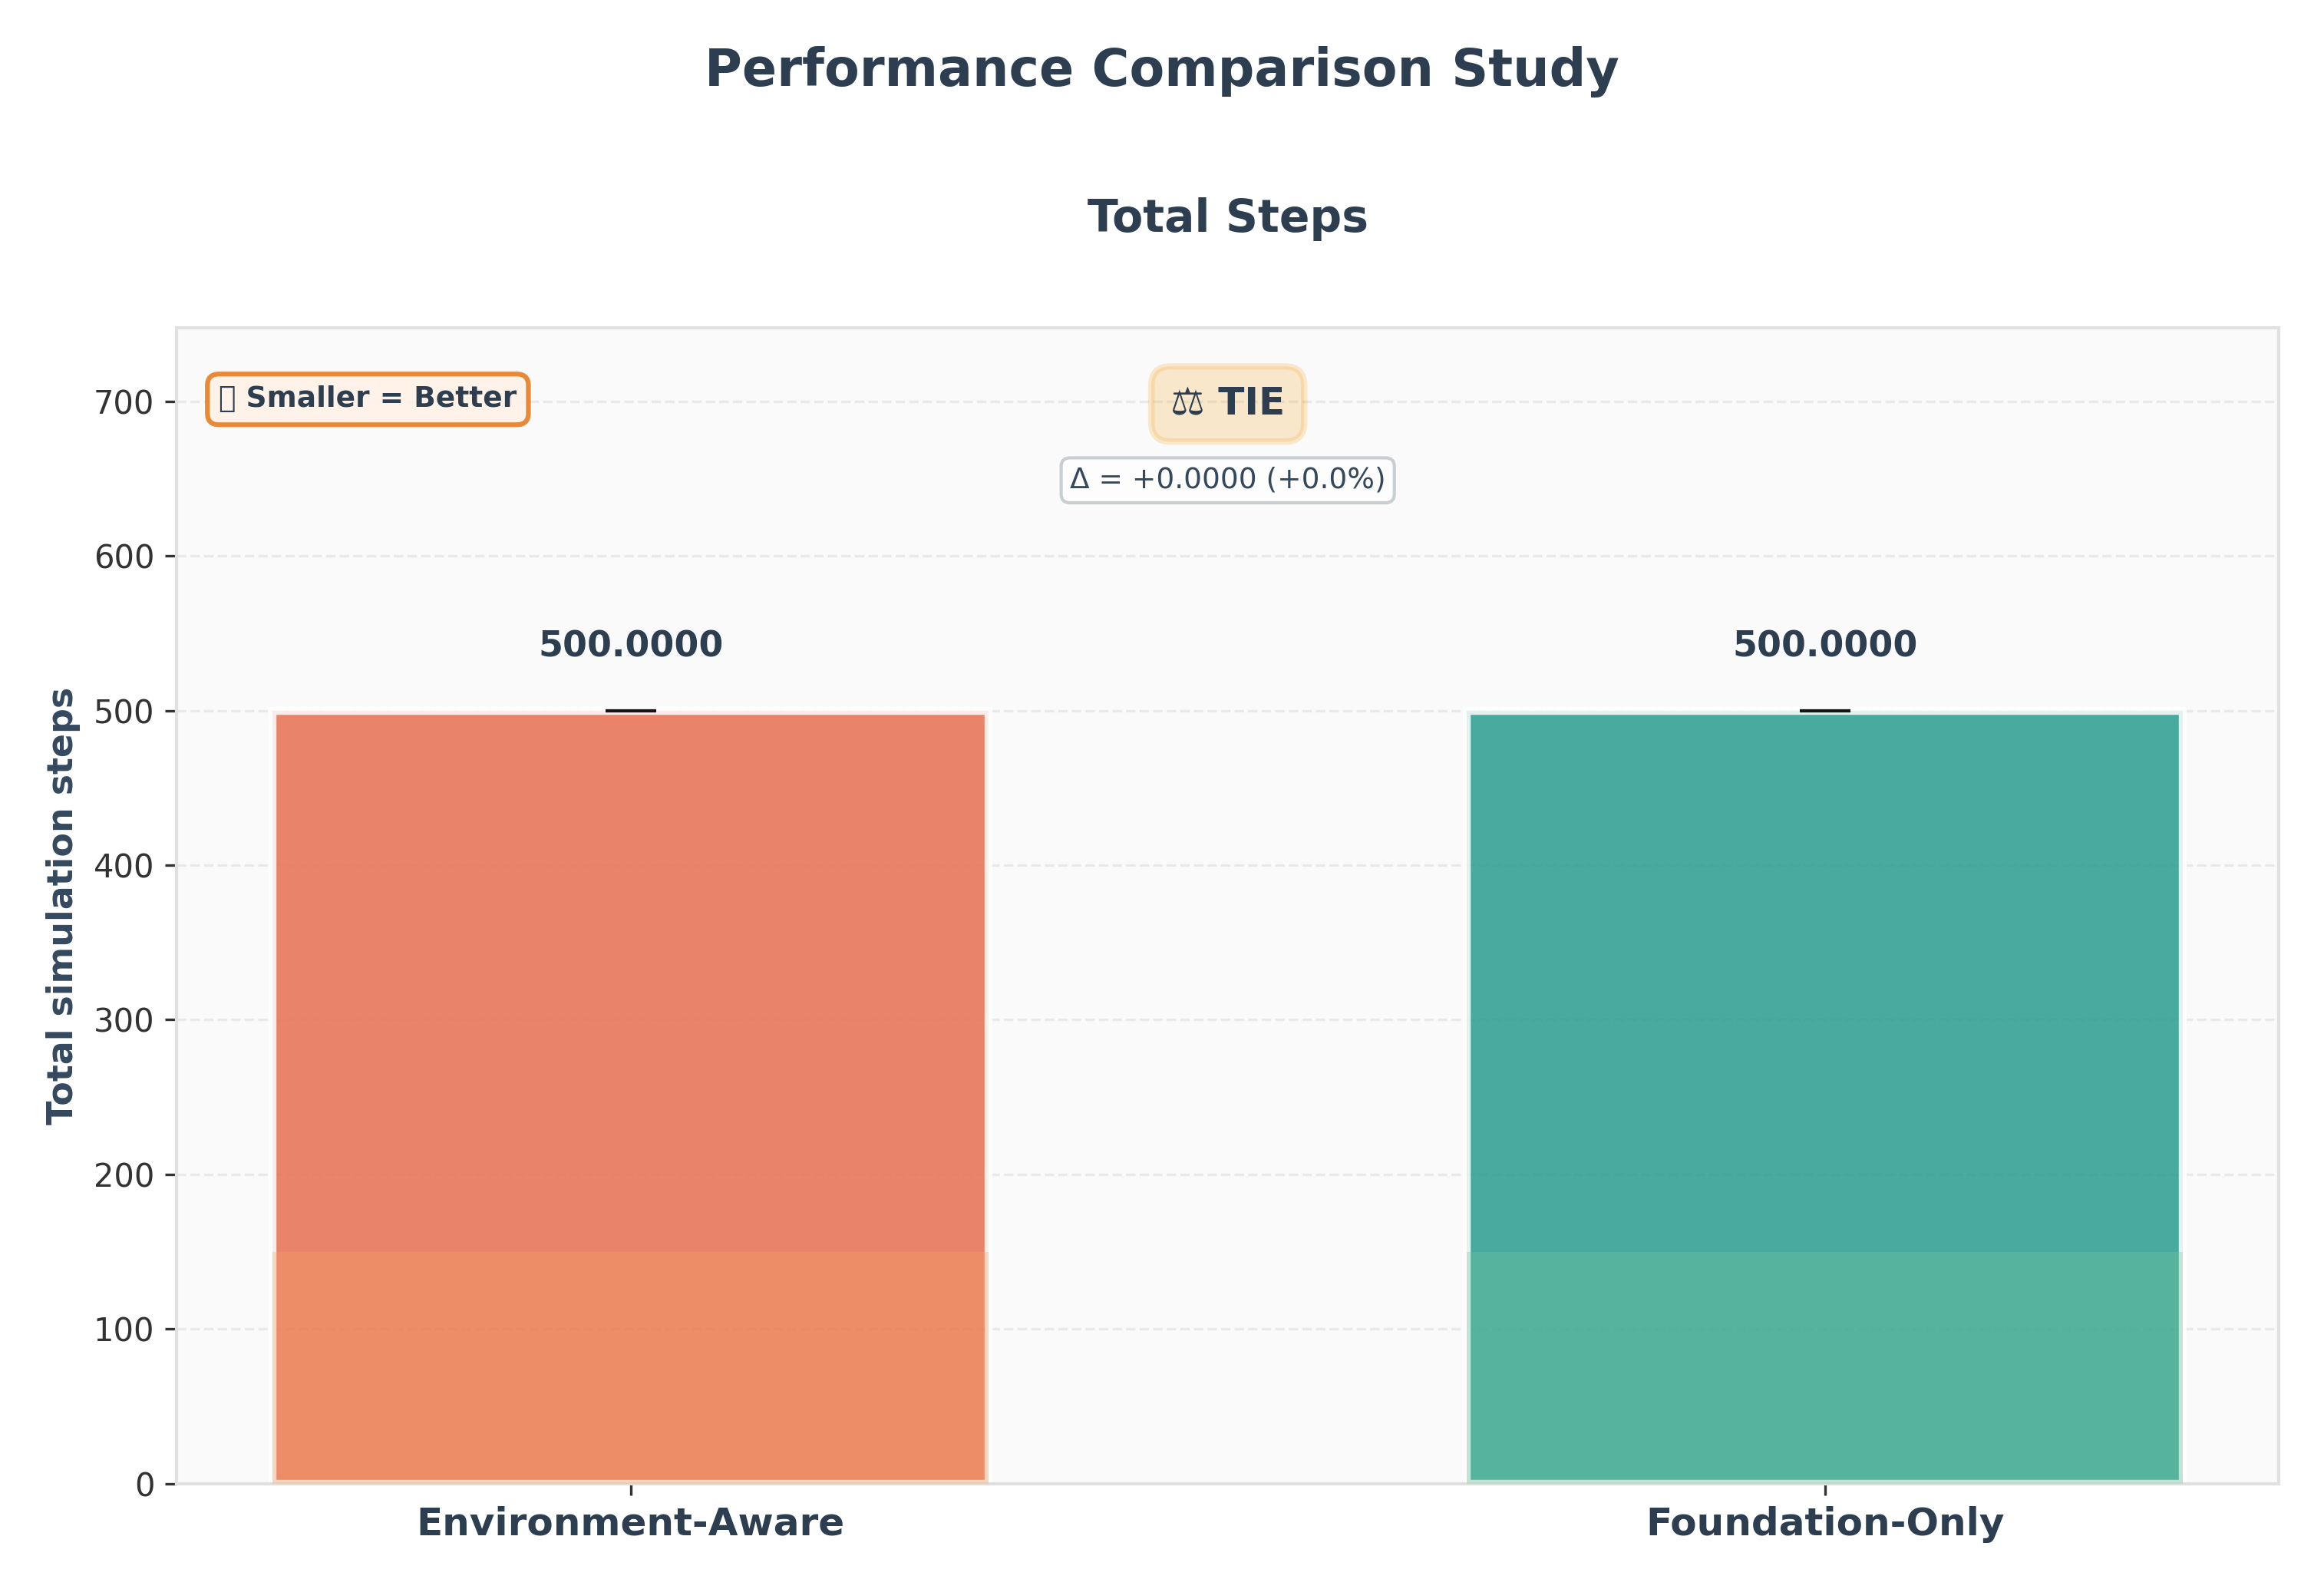 Performance Comparison Study
Total Steps
Smaller = Better
⚖ TIE
Δ = +0.0000 (+0.0%)
700
600
500
400
300
200
100
0
Total simulation steps
500.0000
500.0000
Environment-Aware
Foundation-Only